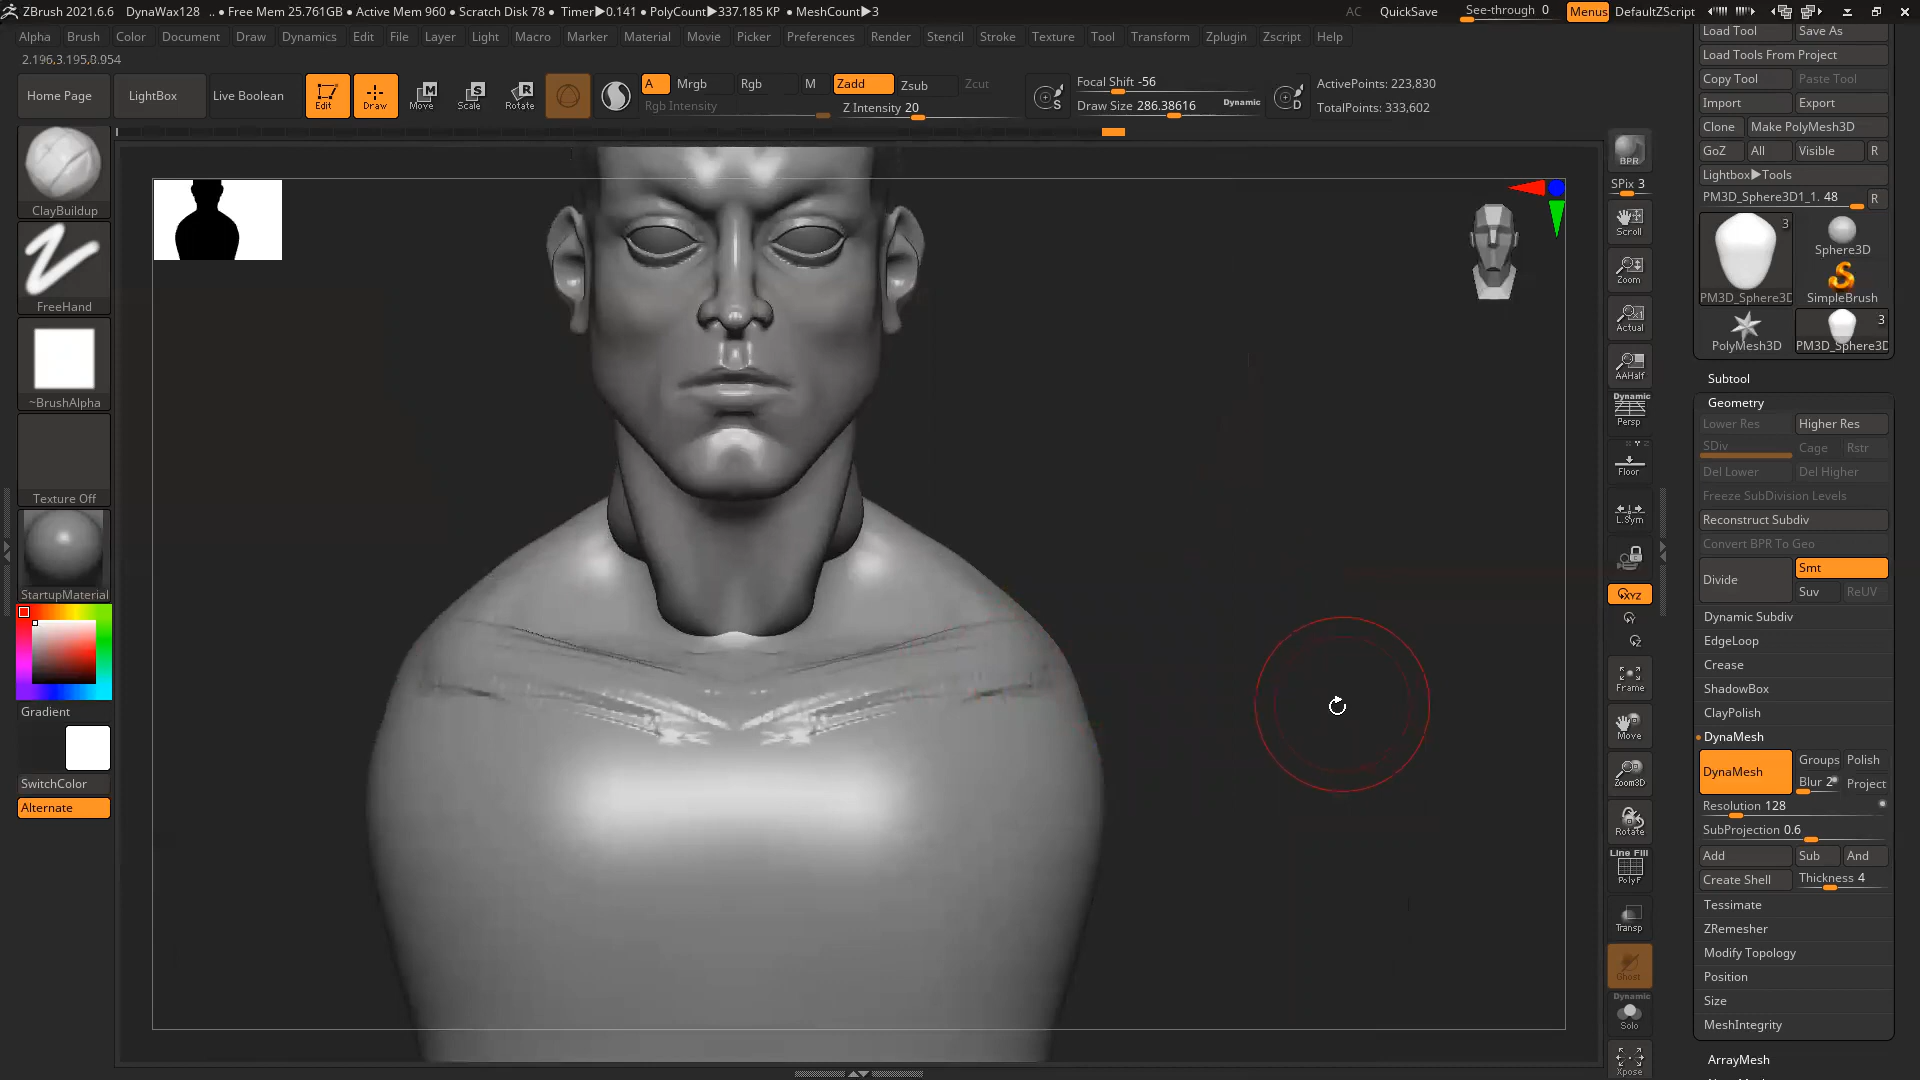 ZBrush 2021.6.6 DynaWax128 .. ● Free Mem 25.761GB ● Active Mem 960 ● Scratch Disk 78 ● Timer▶0.141 ● PolyCount▶337.185 KP ● MeshCount▶3 AC QuickSave See-through 0 Menus DefaultZScript
Alpha Brush Color Document Draw Dynamics Edit File Layer Light Macro Marker Material Movie Picker Preferences Render Stencil Stroke Texture Tool Transform Zplugin Zscript Help
2.196,3.195,0.954
Home Page LightBox Live Boolean Edit Draw Move Scale Rotate
A Mrgb Rgb M Zadd Zsub Zcut
Rgb Intensity Z Intensity 20
Focal Shift -56
Draw Size 286.38616 Dynamic
ActivePoints: 223,830
TotalPoints: 333,602
ClayBuildup
FreeHand
~BrushAlpha
Texture Off
StartupMaterial
Gradient
SwitchColor
Alternate
BPR
SPix 3
Scroll
Zoom
Actual
AAHalf
Dynamic
Persp
Floor
L.Sym
XYZ
Y
Z
Frame
Move
Zoom3D
Rotate
Line Fill
PolyF
Transp
Ghost
Dynamic
Solo
Xpose
Load Tool Save As
Load Tools From Project
Copy Tool Paste Tool
Import Export
Clone Make PolyMesh3D
GoZ All Visible R
Lightbox▶Tools
PM3D_Sphere3D1_1. 48 R
3
Sphere3D
PM3D_Sphere3D SimpleBrush
3
PolyMesh3D PM3D_Sphere3D
Subtool
Geometry
Lower Res Higher Res
SDiv Cage Rstr
Del Lower Del Higher
Freeze SubDivision Levels
Reconstruct Subdiv
Convert BPR To Geo
Divide Smt
Suv ReUV
Dynamic Subdiv
EdgeLoop
Crease
ShadowBox
ClayPolish
DynaMesh
DynaMesh Groups Polish
Blur 2 Project
Resolution 128
SubProjection 0.6
Add Sub And
Create Shell Thickness 4
Tessimate
ZRemesher
Modify Topology
Position
Size
MeshIntegrity
ArrayMesh